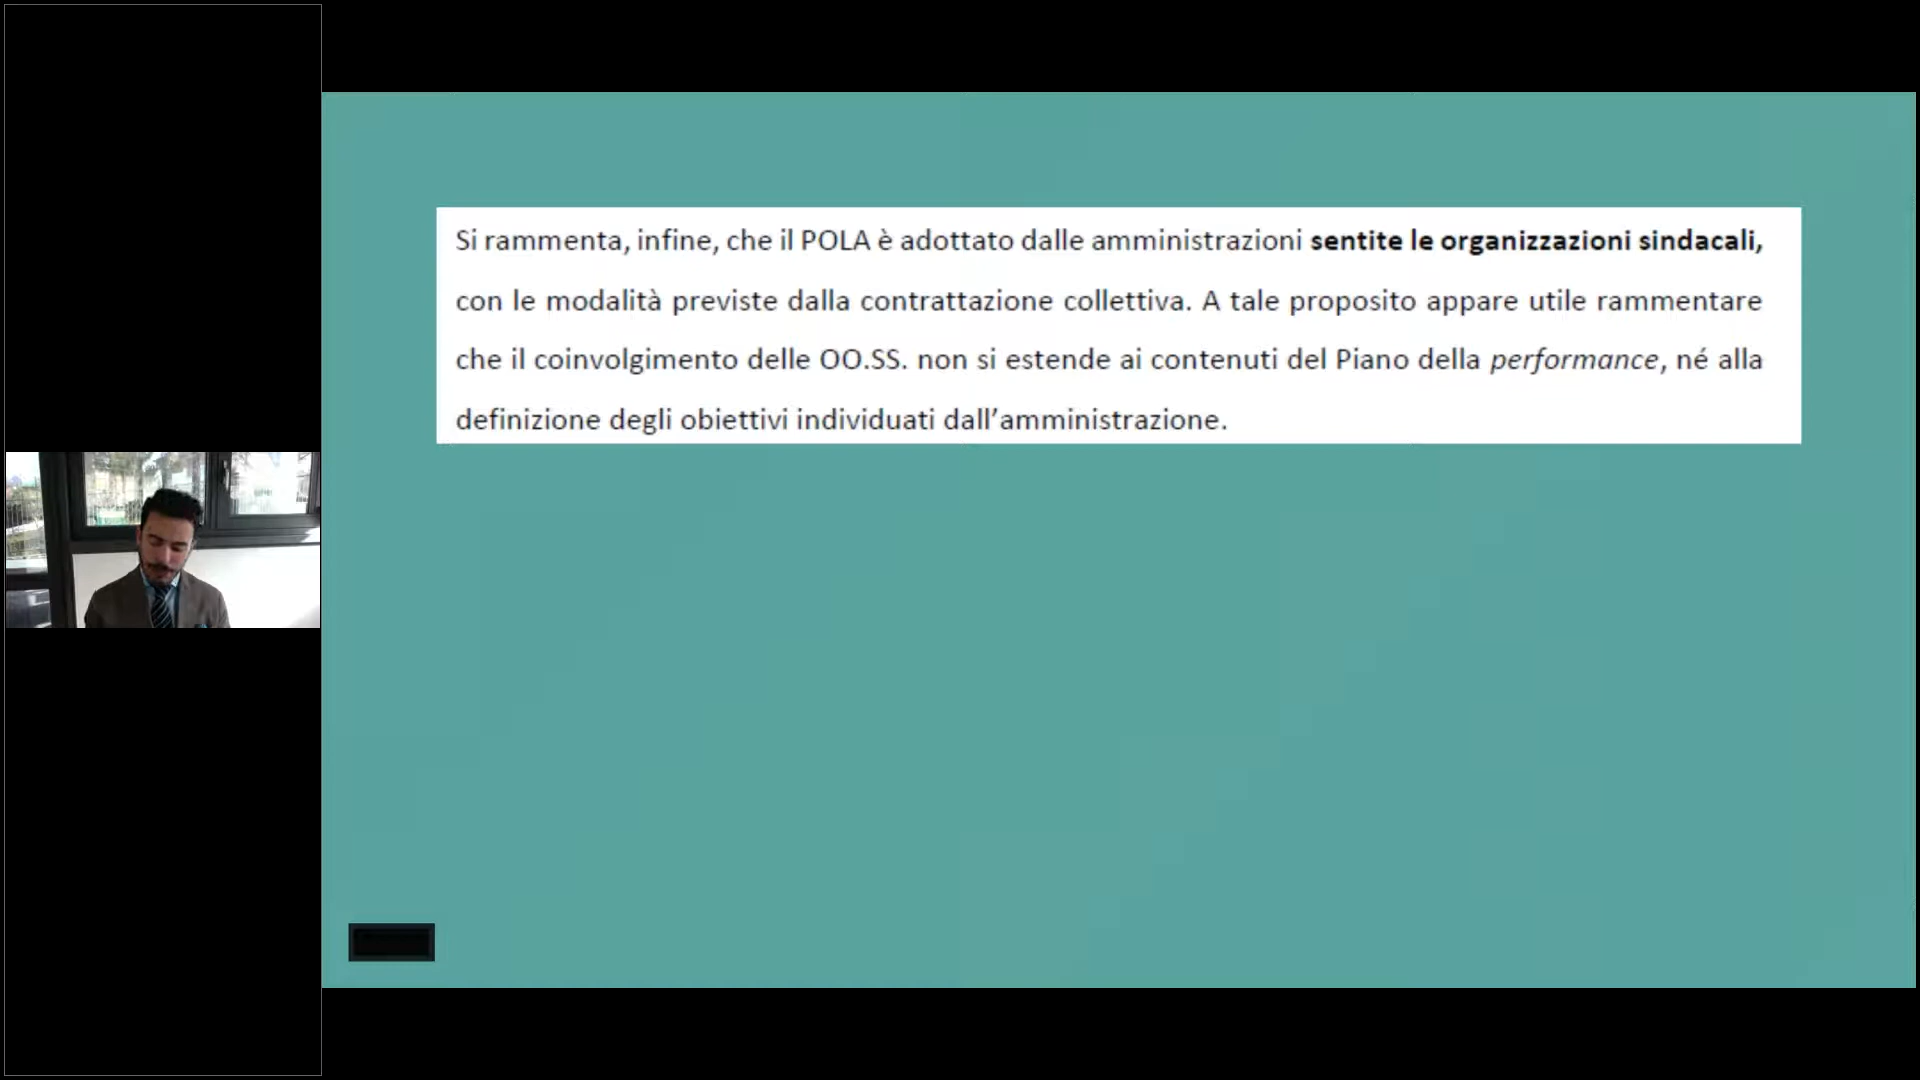 Si rammenta, infine, che il POLA è adottato dalle amministrazioni sentite le organizzazioni sindacali,
con le modalità previste dalla contrattazione collettiva. A tale proposito appare utile rammentare
che il coinvolgimento delle OO.SS. non si estende ai contenuti del Piano della performance, né alla
definizione degli obiettivi individuati dall’amministrazione.